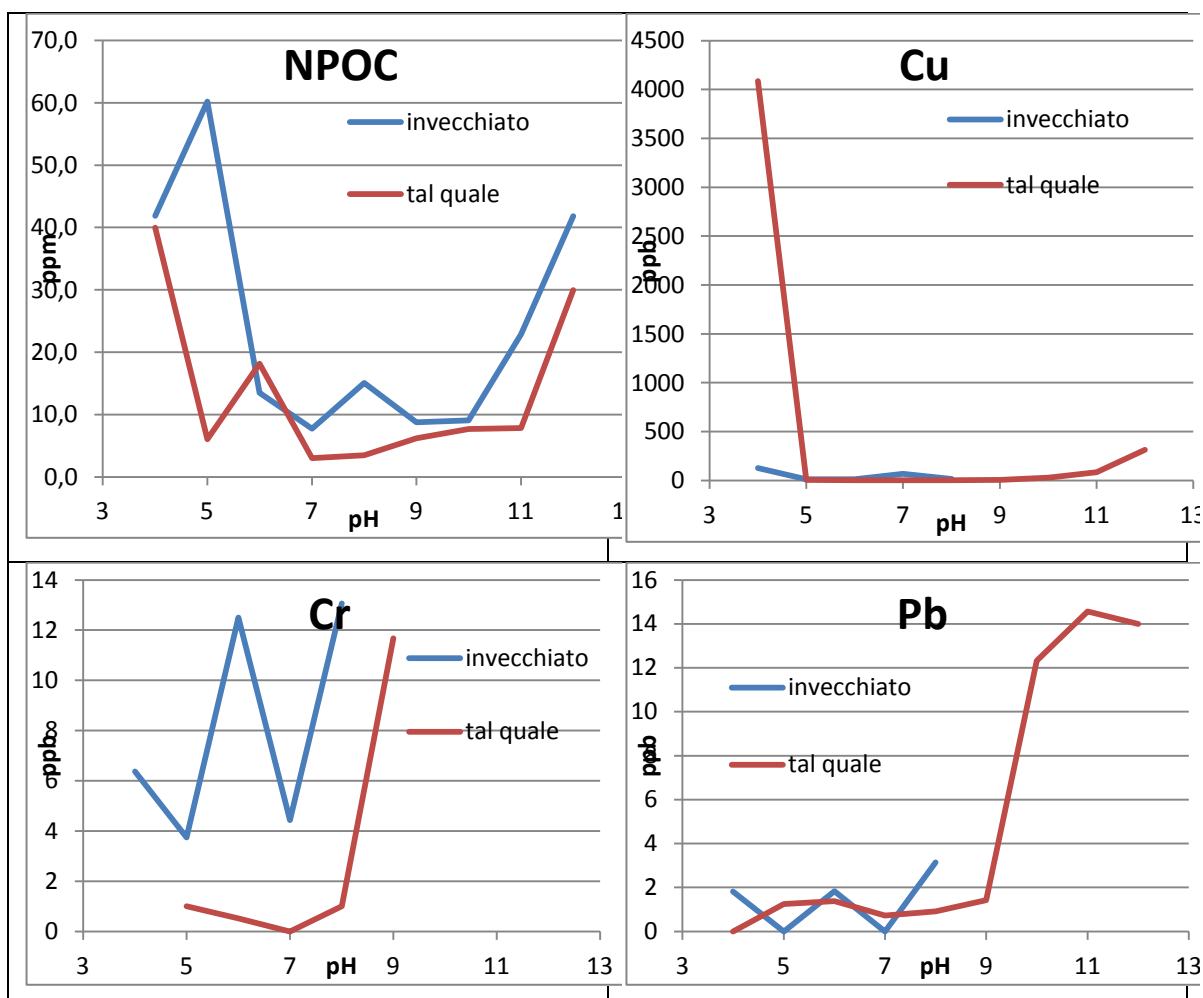 NPOC
70,0
60,0
50,0
40,0
30,0
20,0
10,0
0,0
ppm
invecchiato
tal quale
3 5 7 9 11 1
pH
Cu
4500
4000
3500
3000
2500
2000
1500
1000
500
0
ppb
invecchiato
tal quale
3 5 7 9 11 13
pH
Cr
14
12
10
8
6
4
2
0
ppb
invecchiato
tal quale
3 5 7 9 11 13
pH
Pb
16
14
12
10
8
6
4
2
0
ppb
invecchiato
tal quale
3 5 7 9 11 13
pH